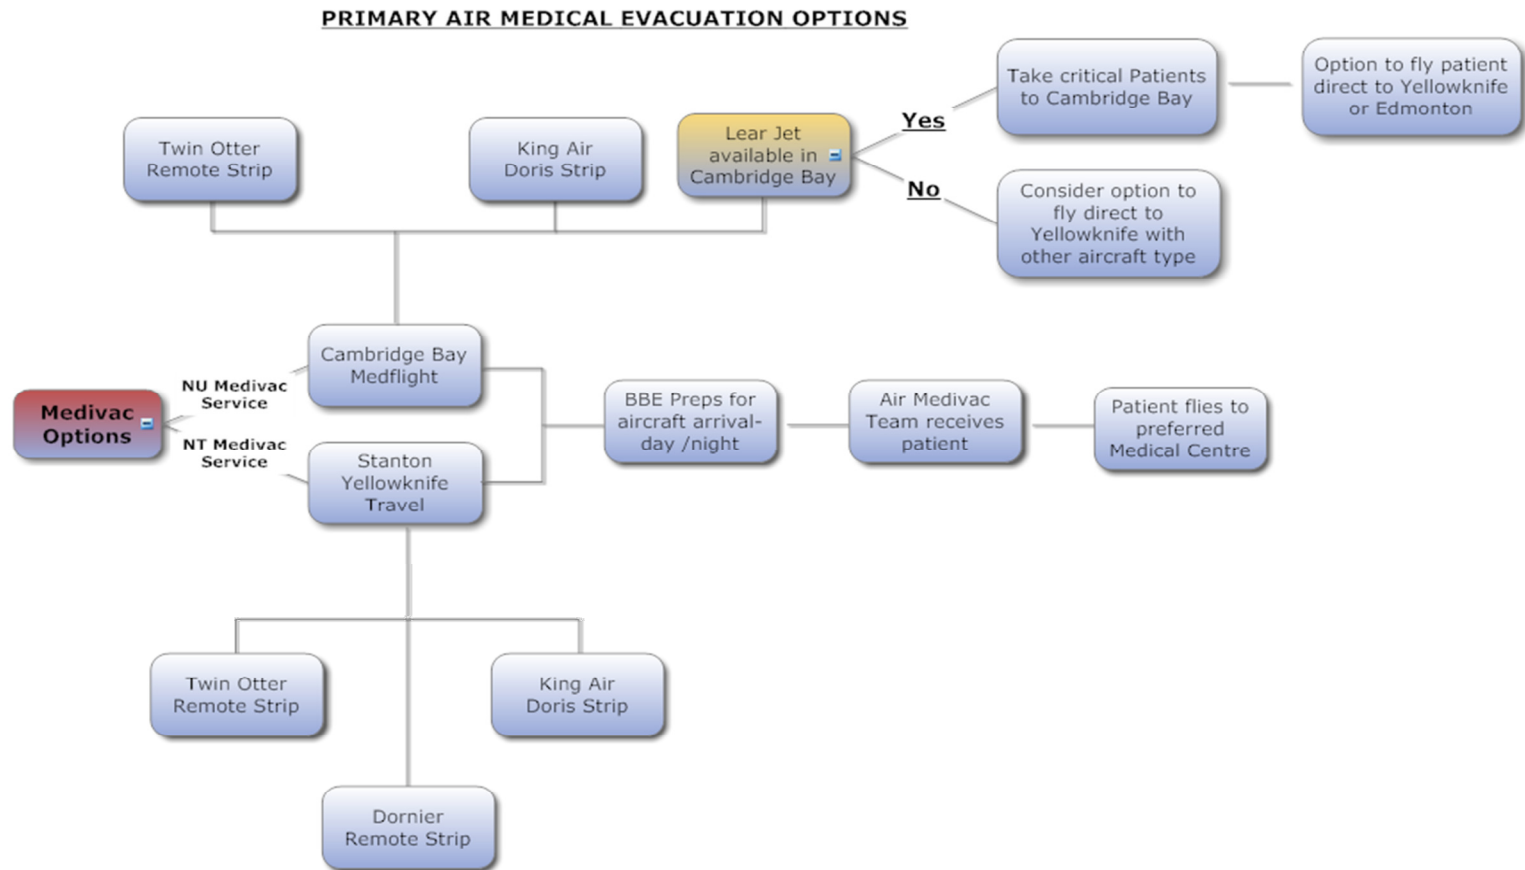 PRIMARY AIR MEDICAL EVACUATION OPTIONS
Twin Otter
Remote Strip
King Air
Doris Strip
Lear Jet
available in
Cambridge Bay
Yes
No
Take critical Patients
to Cambridge Bay
Option to fly patient
direct to Yellowknife
or Edmonton
Consider option to
fly direct to
Yellowknife with
other aircraft type
Medivac
Options
NU Medivac
Service
NT Medivac
Service
Cambridge Bay
Medflight
Stanton
Yellowknife
Travel
BBE Preps for
aircraft arrival-
day /night
Air Medivac
Team receives
patient
Patient flies to
preferred
Medical Centre
Twin Otter
Remote Strip
King Air
Doris Strip
Dornier
Remote Strip